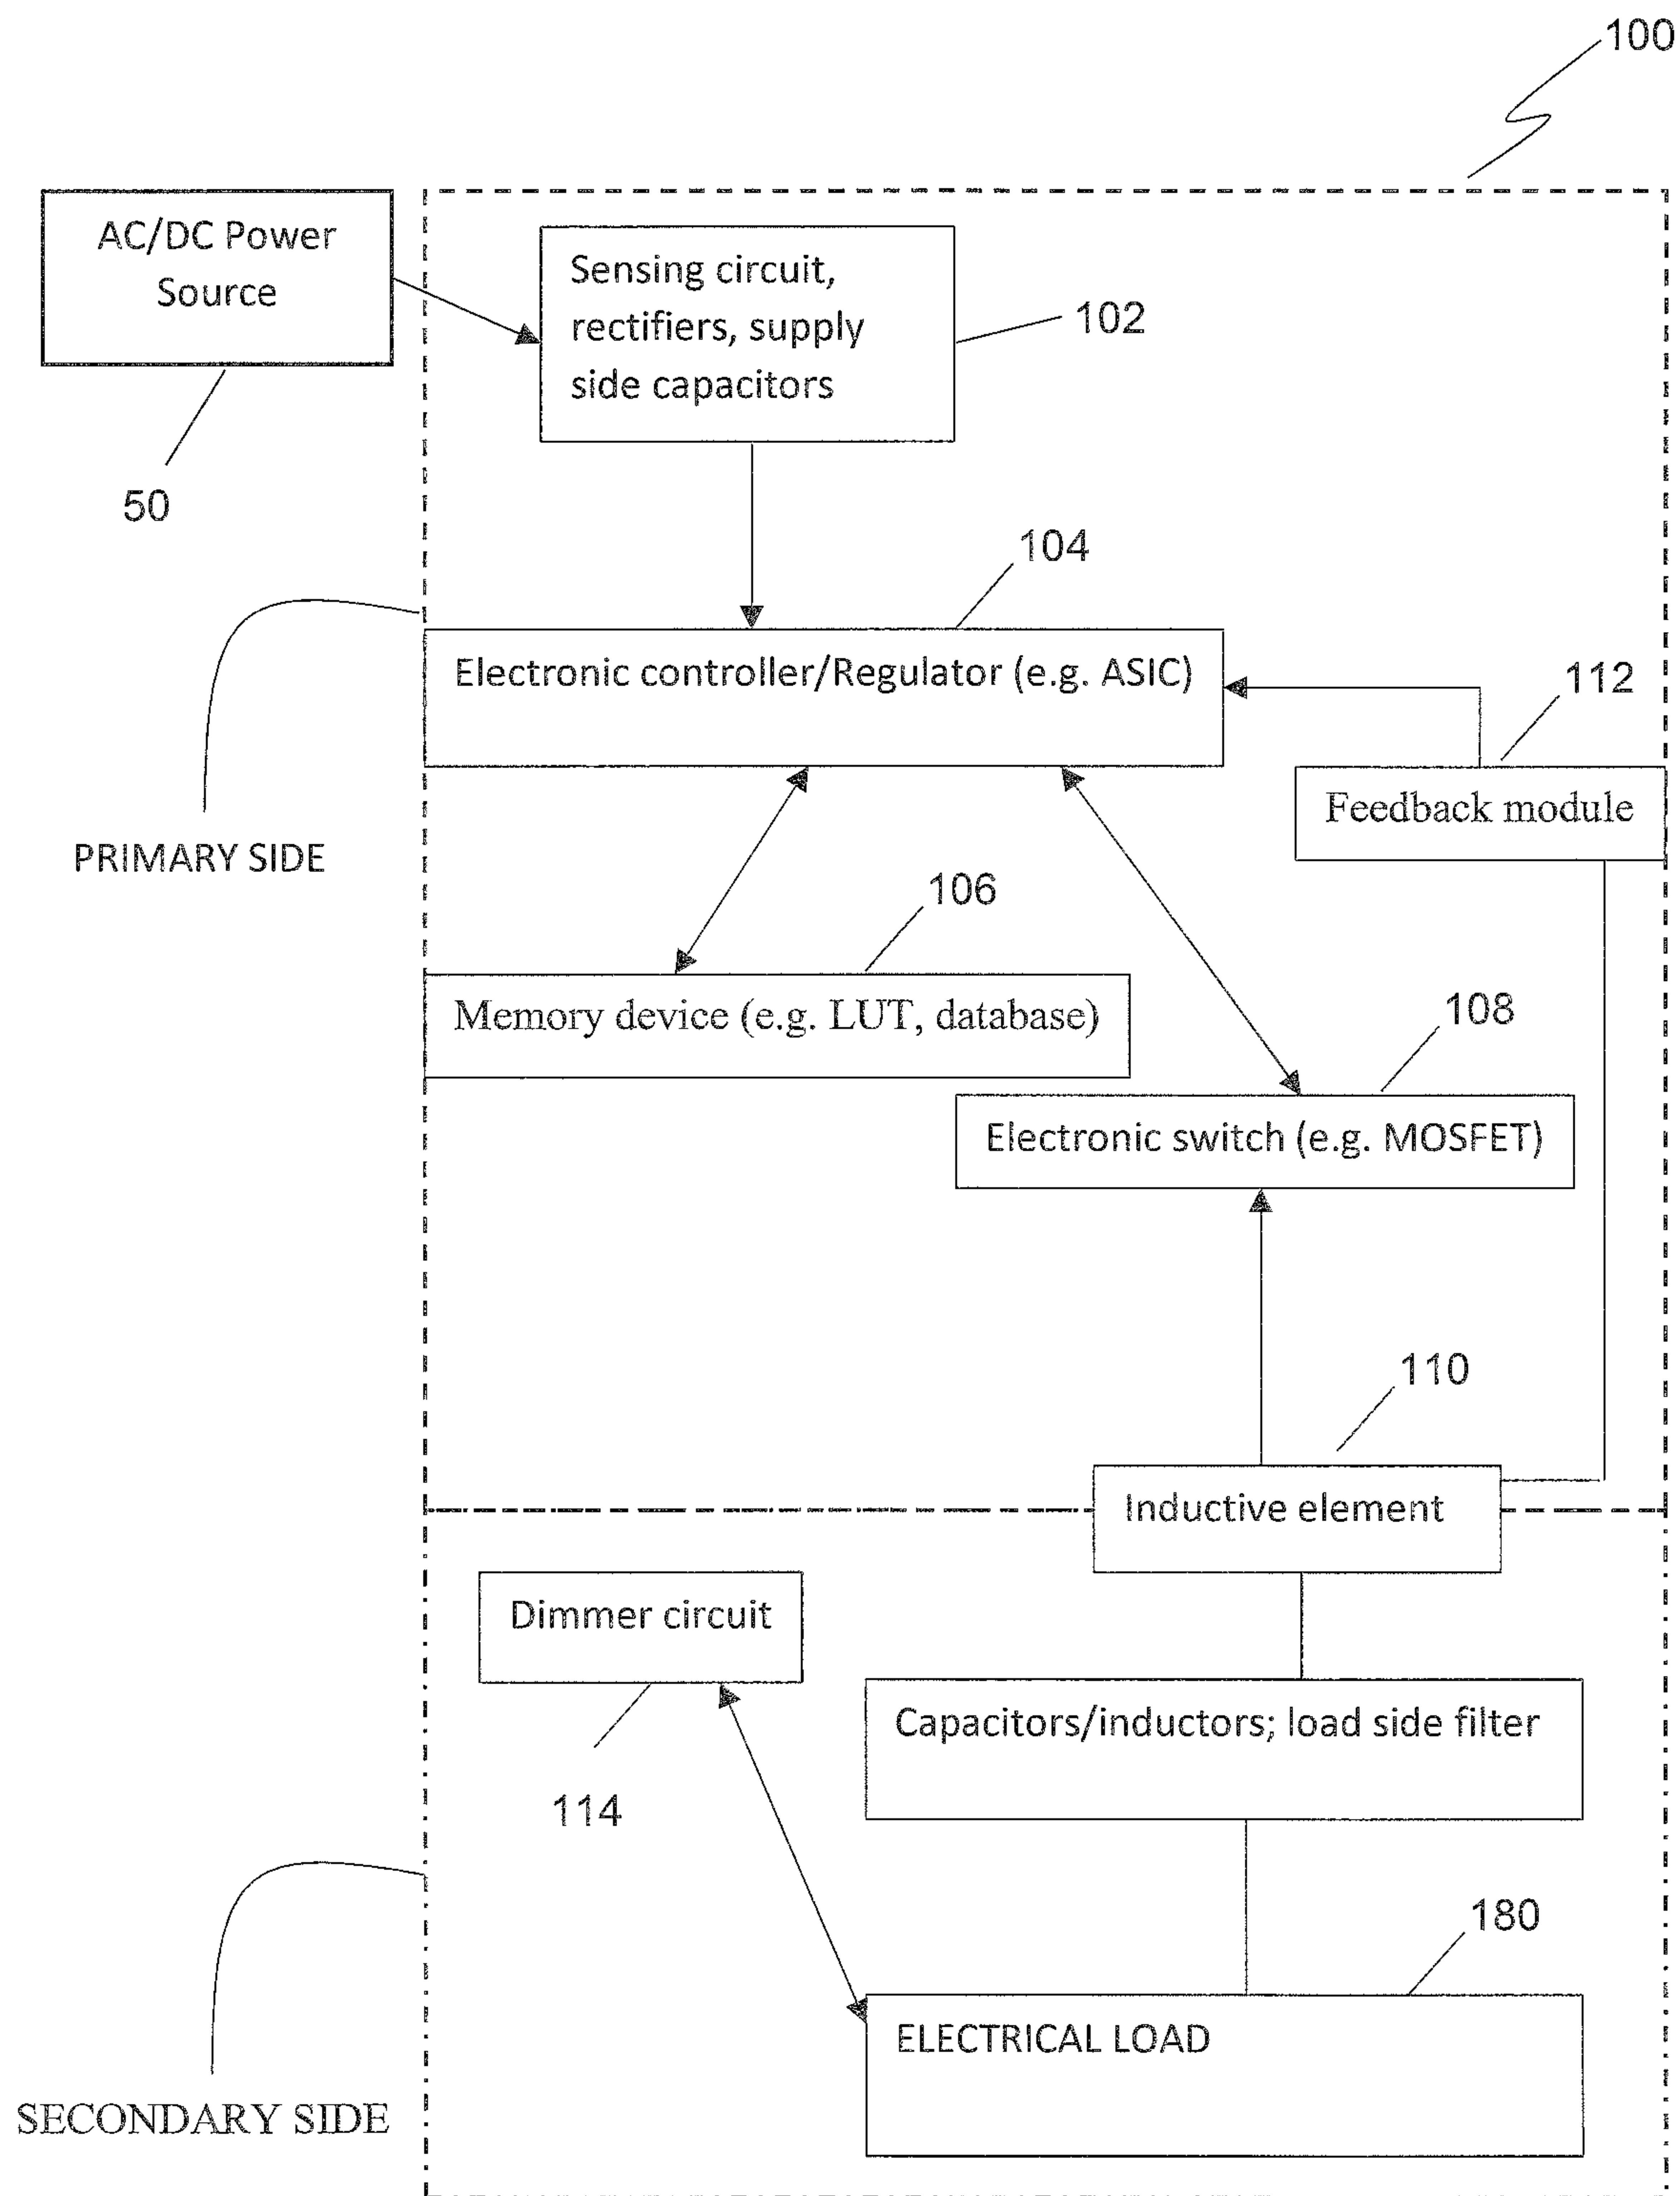 100
AC/DC Power
Source
50
Sensing circuit,
rectifiers, supply
side capacitors
102
104
Electronic controller/Regulator (e.g. ASIC)
112
Feedback module
PRIMARY SIDE
106
Memory device (e.g. LUT, database)
108
Electronic switch (e.g. MOSFET)
110
Inductive element
Dimmer circuit
114
Capacitors/inductors; load side filter
180
ELECTRICAL LOAD
SECONDARY SIDE